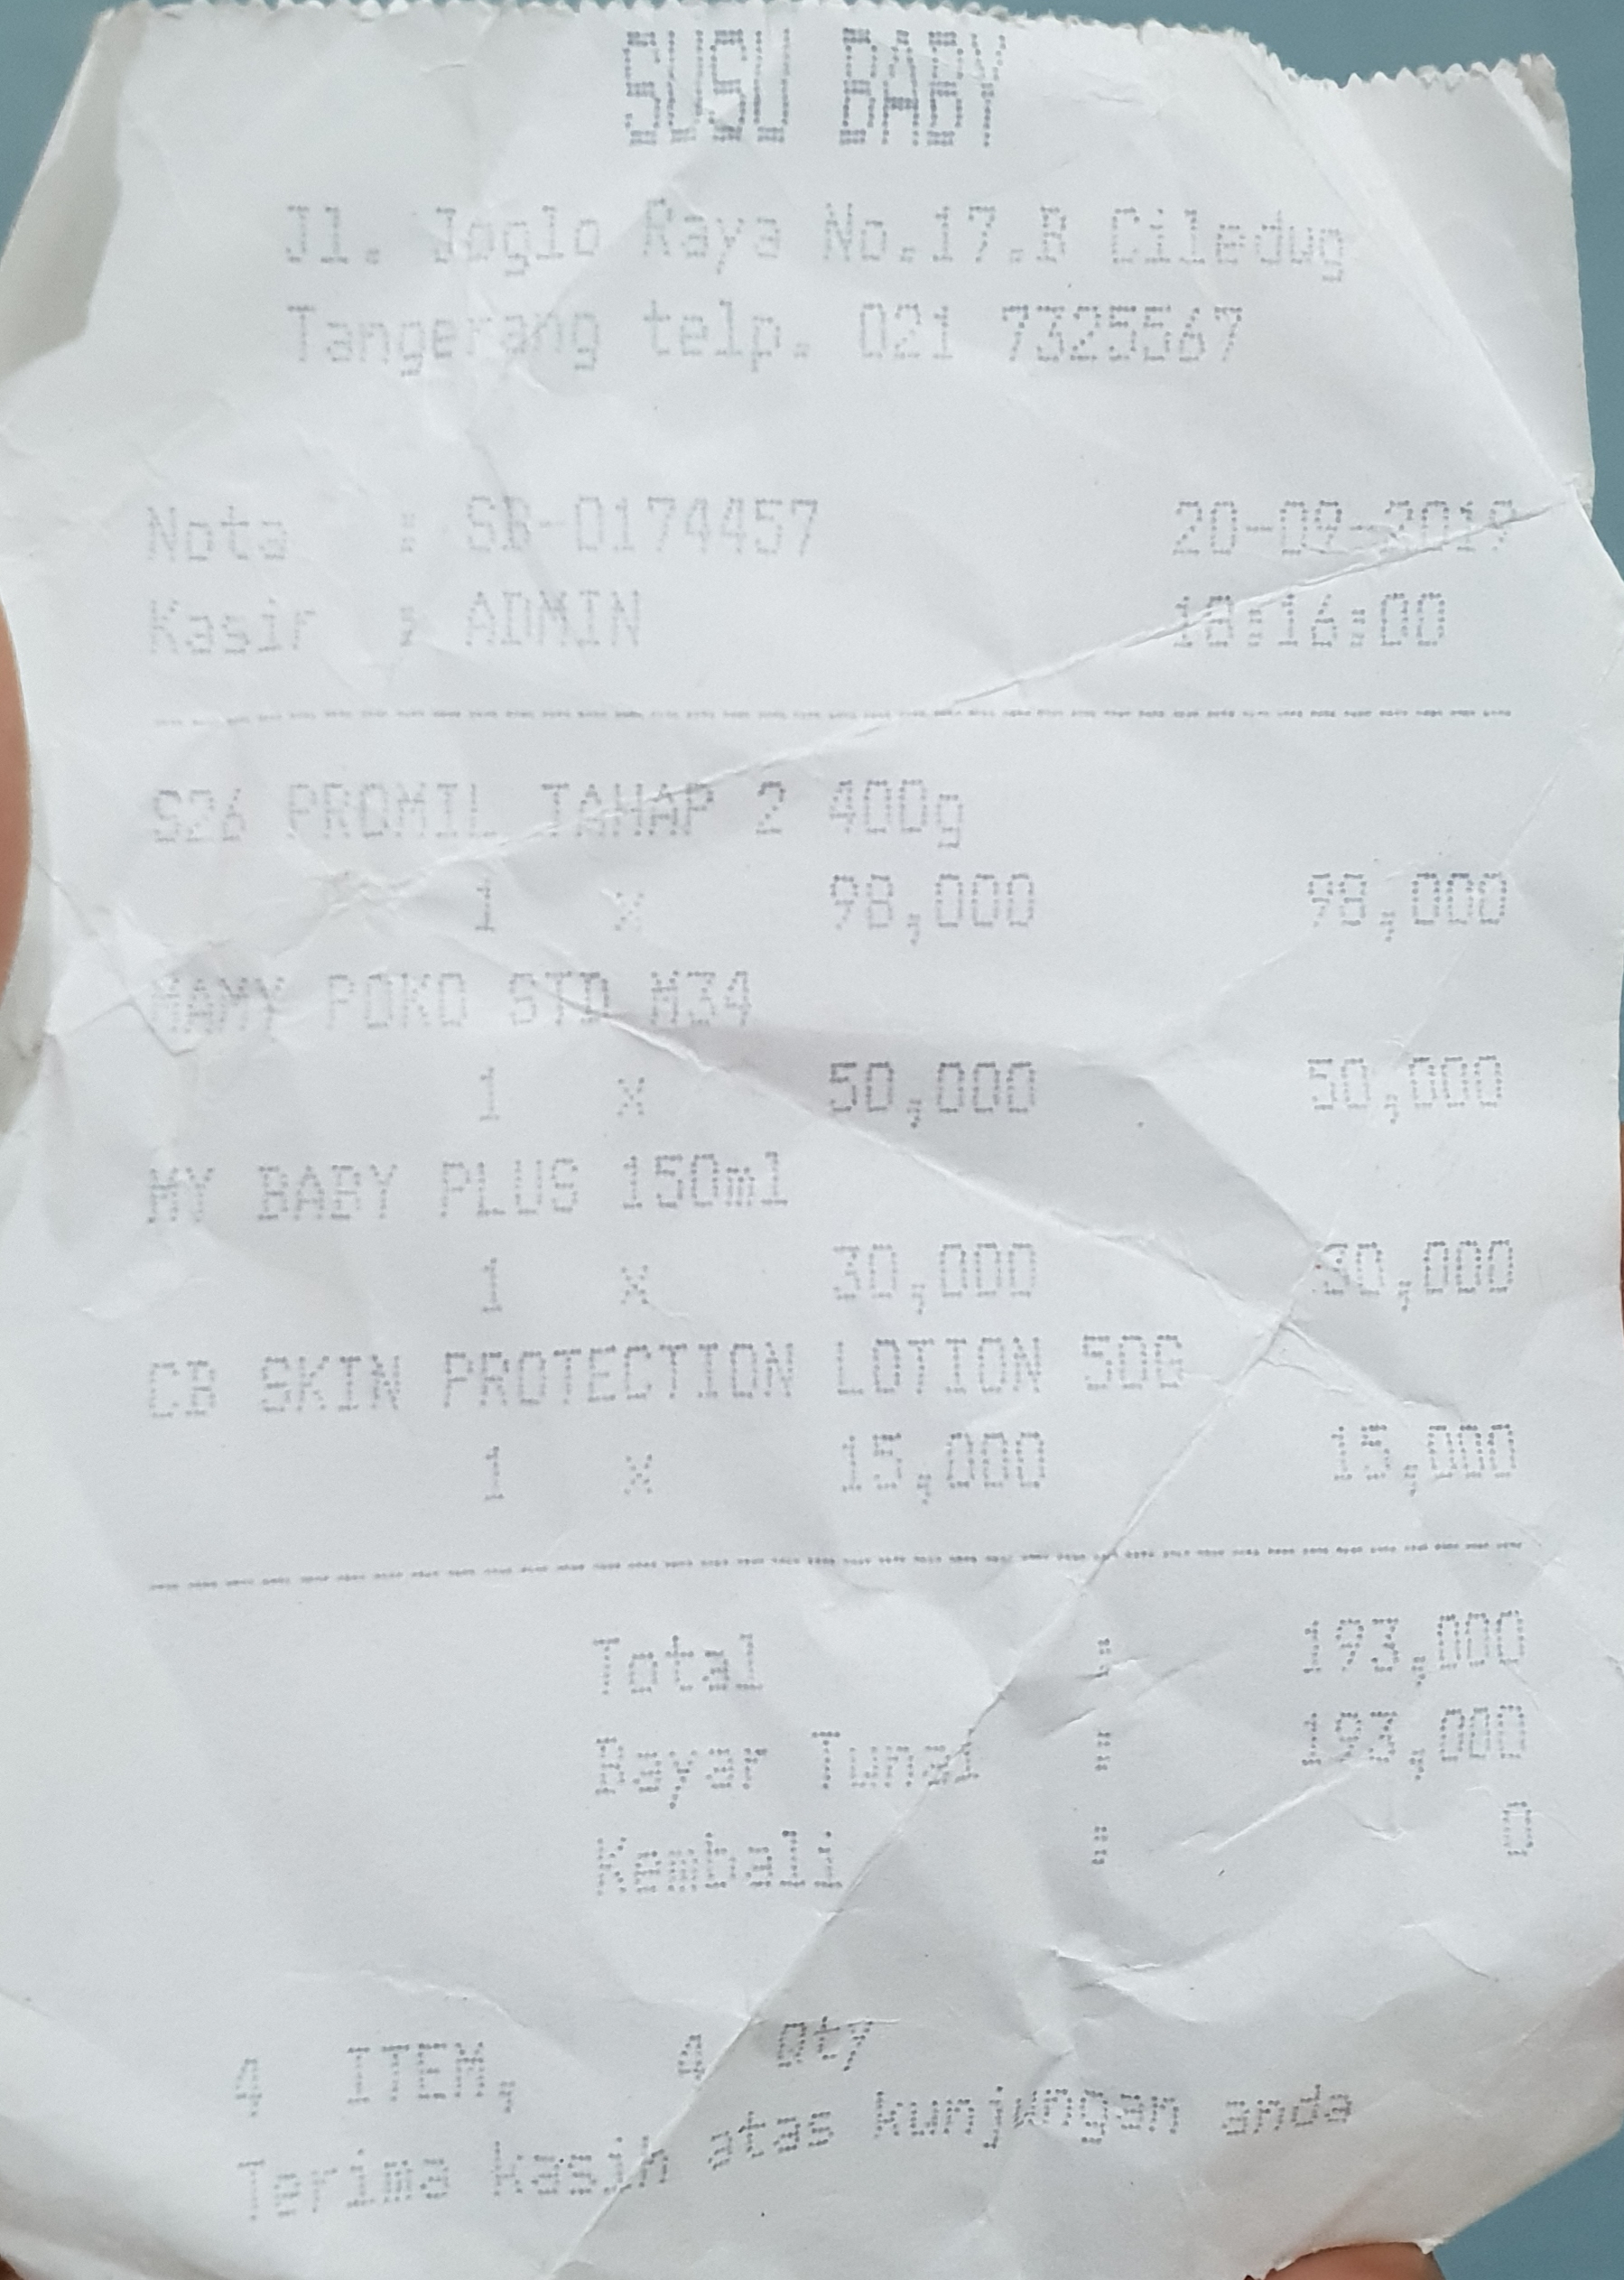 SUSU BABY
Jl. Joglo Raya No.17.B Ciledug
Tangerang telp. 021 7325567
Nota : SB-0174457 20-09-2019
Kasir : ADMIN 18:16:00
S26 PROMIL TAHAP 2 400g
1 x 98,000 98,000
MAMY POKO STD M34
1 x 50,000 50,000
MY BABY PLUS 150ml
1 x 30,000 30,000
CB SKIN PROTECTION LOTION 50G
1 x 15,000 15,000
Total : 193,000
Bayar Tunai : 193,000
Kembali : 0
4 ITEM, 4 Qty
Terima kasih atas kunjungan anda